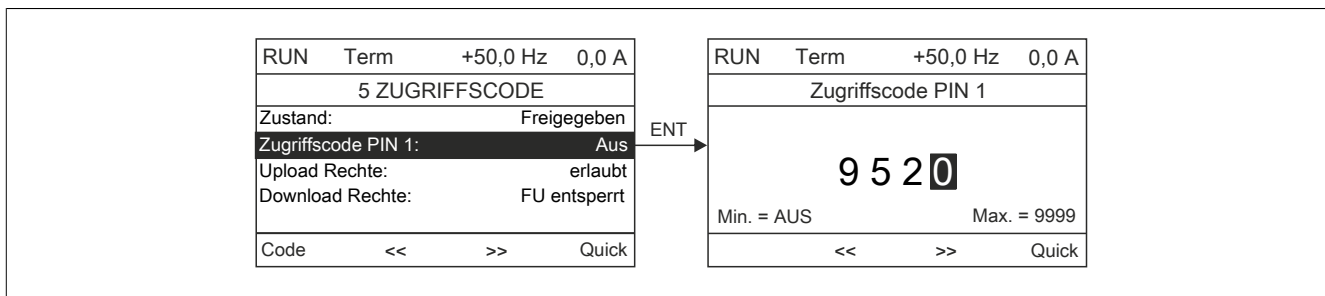 RUN Term +50,0 Hz 0,0 A
5 ZUGRIFFSCODE
Zustand: Freigegeben
Zugriffscode PIN 1: Aus
Upload Rechte: erlaubt
Download Rechte: FU entsperrt
Code << >> Quick
ENT
RUN Term +50,0 Hz 0,0 A
Zugriffscode PIN 1
9 5 2 0
Min. = AUS Max. = 9999
<< >> Quick